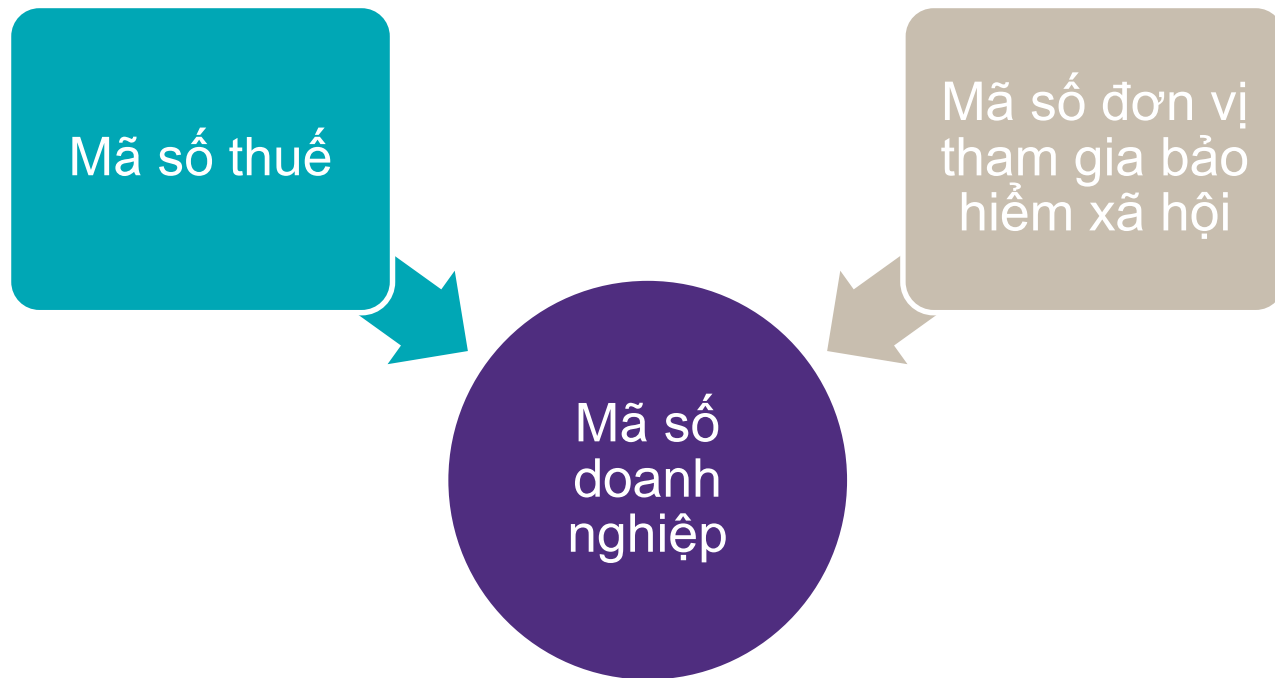 Mã số thuế
Mã số đơn vị
tham gia bảo
hiểm xã hội
Mã số
doanh
nghiệp